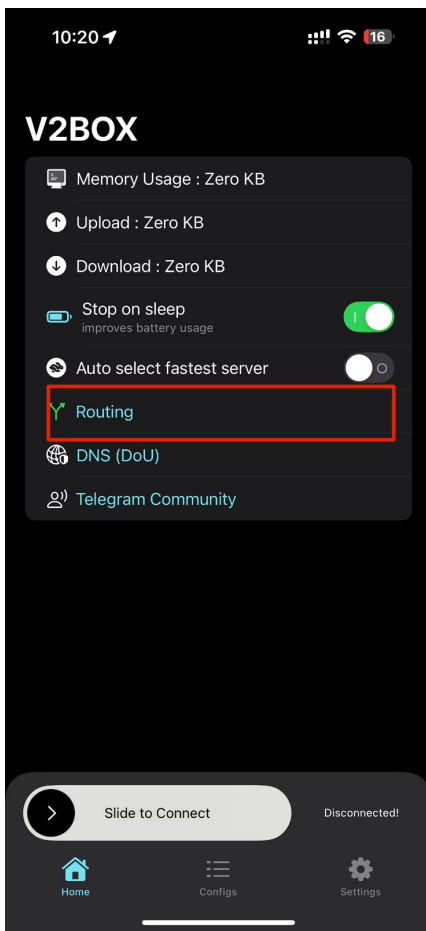 10:20
16
V2BOX
Memory Usage : Zero KB
Upload : Zero KB
Download : Zero KB
Stop on sleep
improves battery usage
Auto select fastest server
Routing
DNS (DoU)
Telegram Community
Slide to Connect
Disconnected!
Home
Configs
Settings